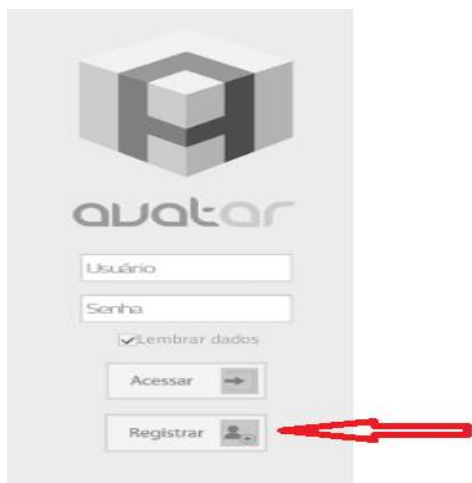 avatar
Usuário
Senha
Lembrar dados
Acessar
Registrar